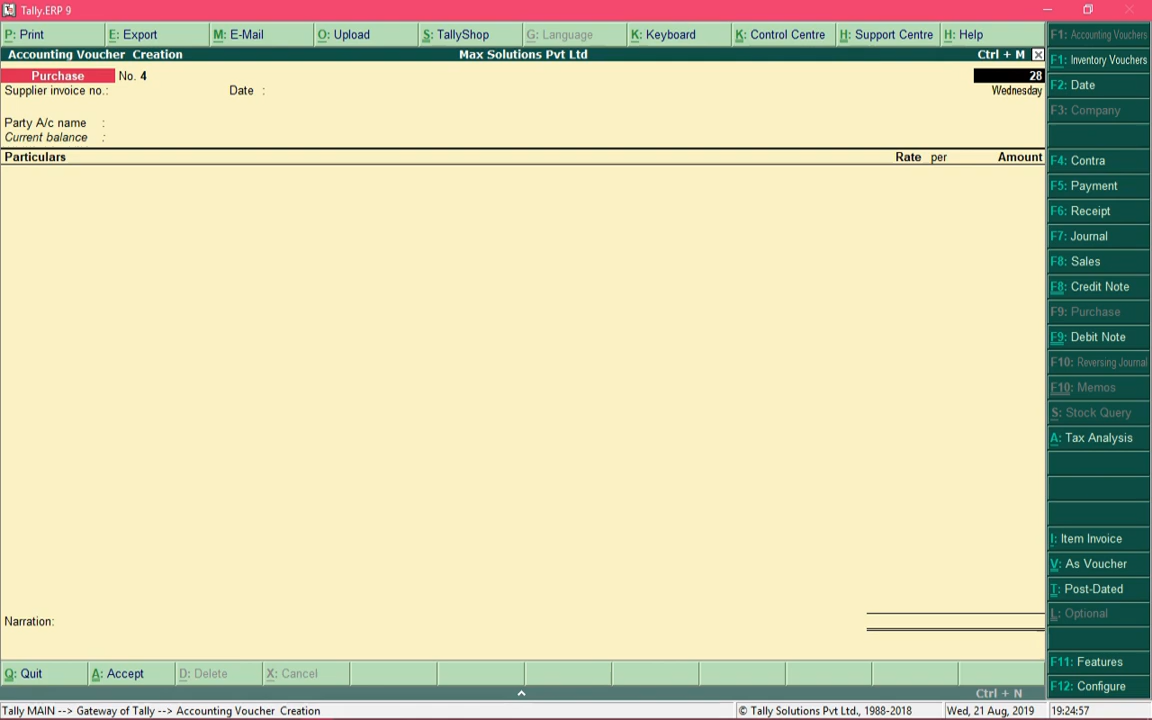 Tally.ERP 9
P: Print E: Export M: E-Mail O: Upload S: TallyShop G: Language K: Keyboard K: Control Centre H: Support Centre H: Help
Accounting Voucher Creation Max Solutions Pvt Ltd Ctrl + M
Purchase No. 4 28
Supplier invoice no.: Date : Wednesday
Party A/c name :
Current balance :
Particulars Rate per Amount
Narration:
F1: Accounting Vouchers
F1: Inventory Vouchers
F2: Date
F3: Company
F4: Contra
F5: Payment
F6: Receipt
F7: Journal
F8: Sales
F8: Credit Note
F9: Purchase
F9: Debit Note
F10: Reversing Journal
F10: Memos
S: Stock Query
A: Tax Analysis
I: Item Invoice
V: As Voucher
T: Post-Dated
L: Optional
F11: Features
F12: Configure
Q: Quit A: Accept D: Delete X: Cancel
Ctrl + N
Tally MAIN --> Gateway of Tally --> Accounting Voucher Creation © Tally Solutions Pvt Ltd., 1988-2018 Wed, 21 Aug, 2019 19:24:57